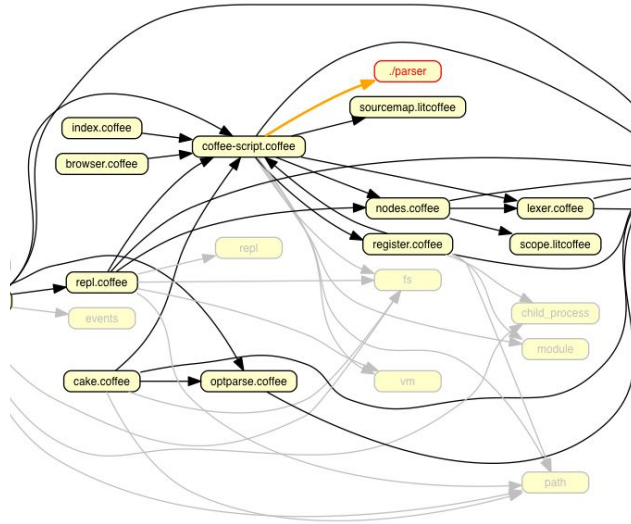 ./parser
sourcemap.litcoffee
index.coffee
coffee-script.coffee
browser.coffee
nodes.coffee
lexer.coffee
repl
register.coffee
scope.litcoffee
repl.coffee
fs
events
child_process
module
cake.coffee
optparse.coffee
vm
path